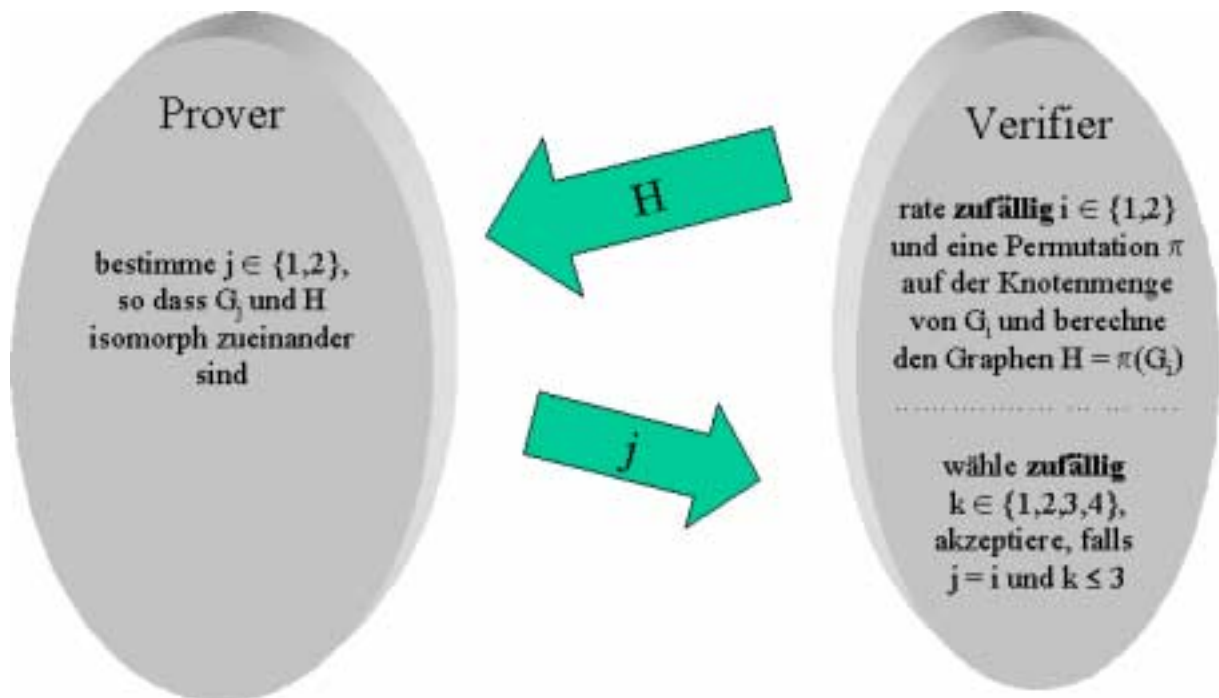 Prover
bestimme j ∈ {1,2},
so dass Gj und H
isomorph zueinander
sind
H
j
Verifier
rate zufällig i ∈ {1,2}
und eine Permutation π
auf der Knotenmenge
von Gi und berechne
den Graphen H = π(Gi)
wähle zufällig
k ∈ {1,2,3,4},
akzeptiere, falls
j = i und k ≤ 3